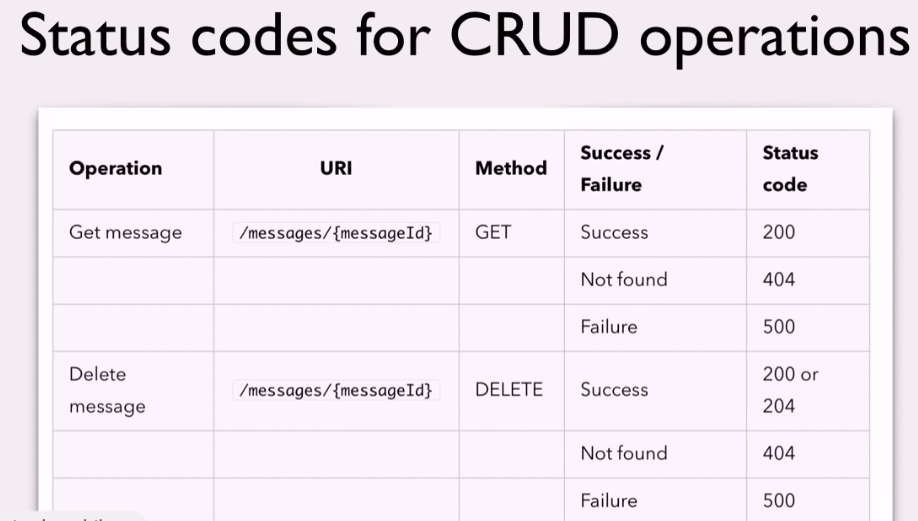 Status codes for CRUD operations
Operation URI Method Success / Failure Status code
Get message /messages/{messageId} GET Success 200
Not found 404
Failure 500
Delete message /messages/{messageId} DELETE Success 200 or 204
Not found 404
Failure 500